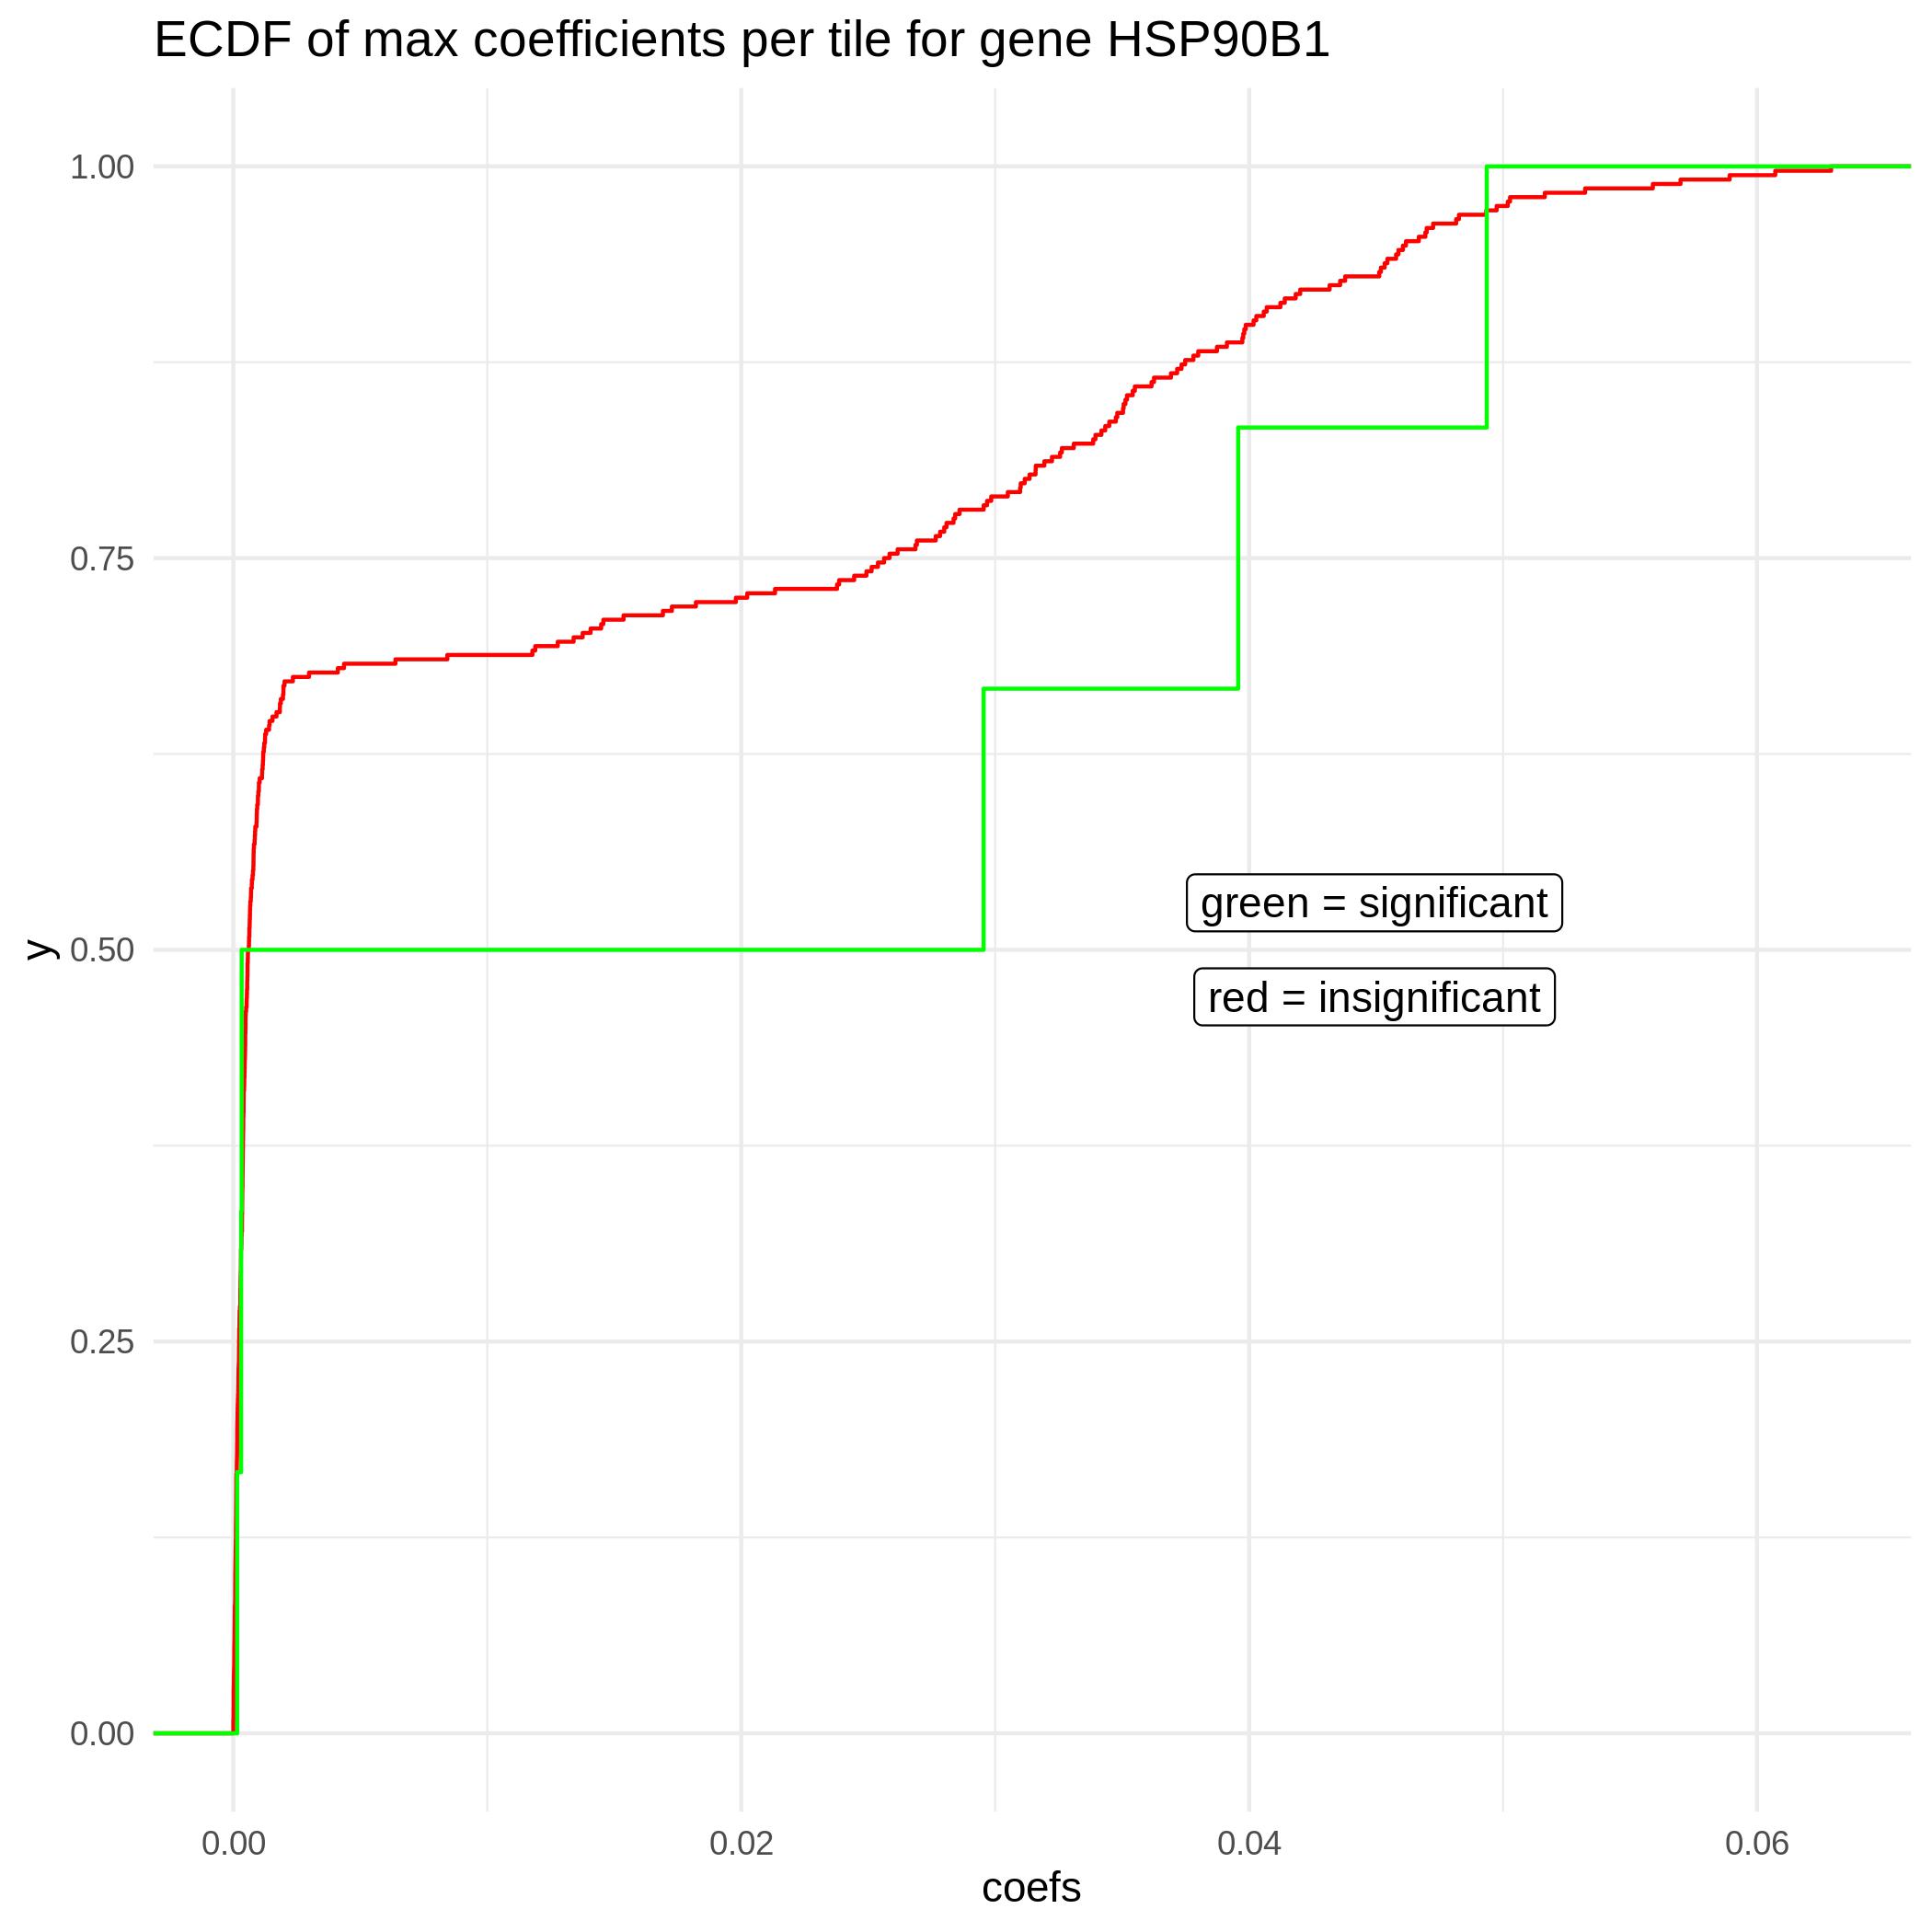 ECDF of max coefficients per tile for gene HSP90B1
1.00
0.75
green = significant
y
0.50
red = insignificant
0.25
0.00
0.00
0.02
0.04
0.06
coefs